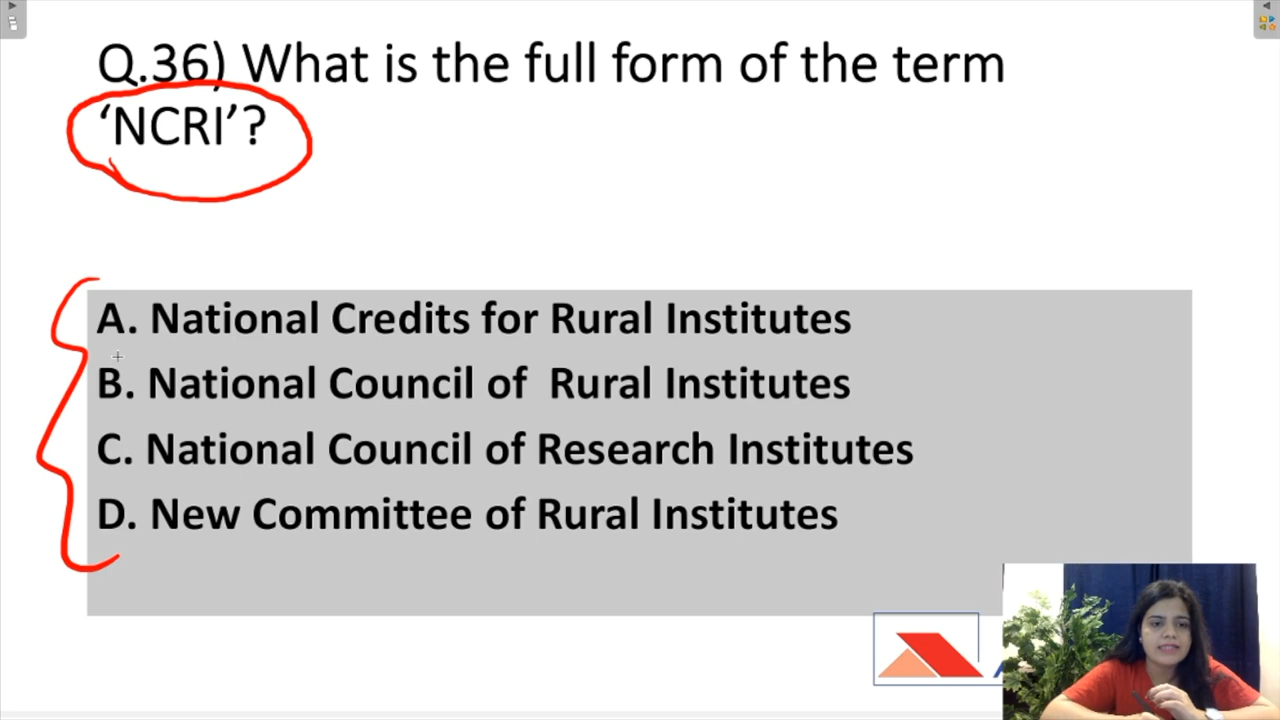 Q.36) What is the full form of the term
‘NCRI’?
A. National Credits for Rural Institutes
B. National Council of Rural Institutes
C. National Council of Research Institutes
D. New Committee of Rural Institutes